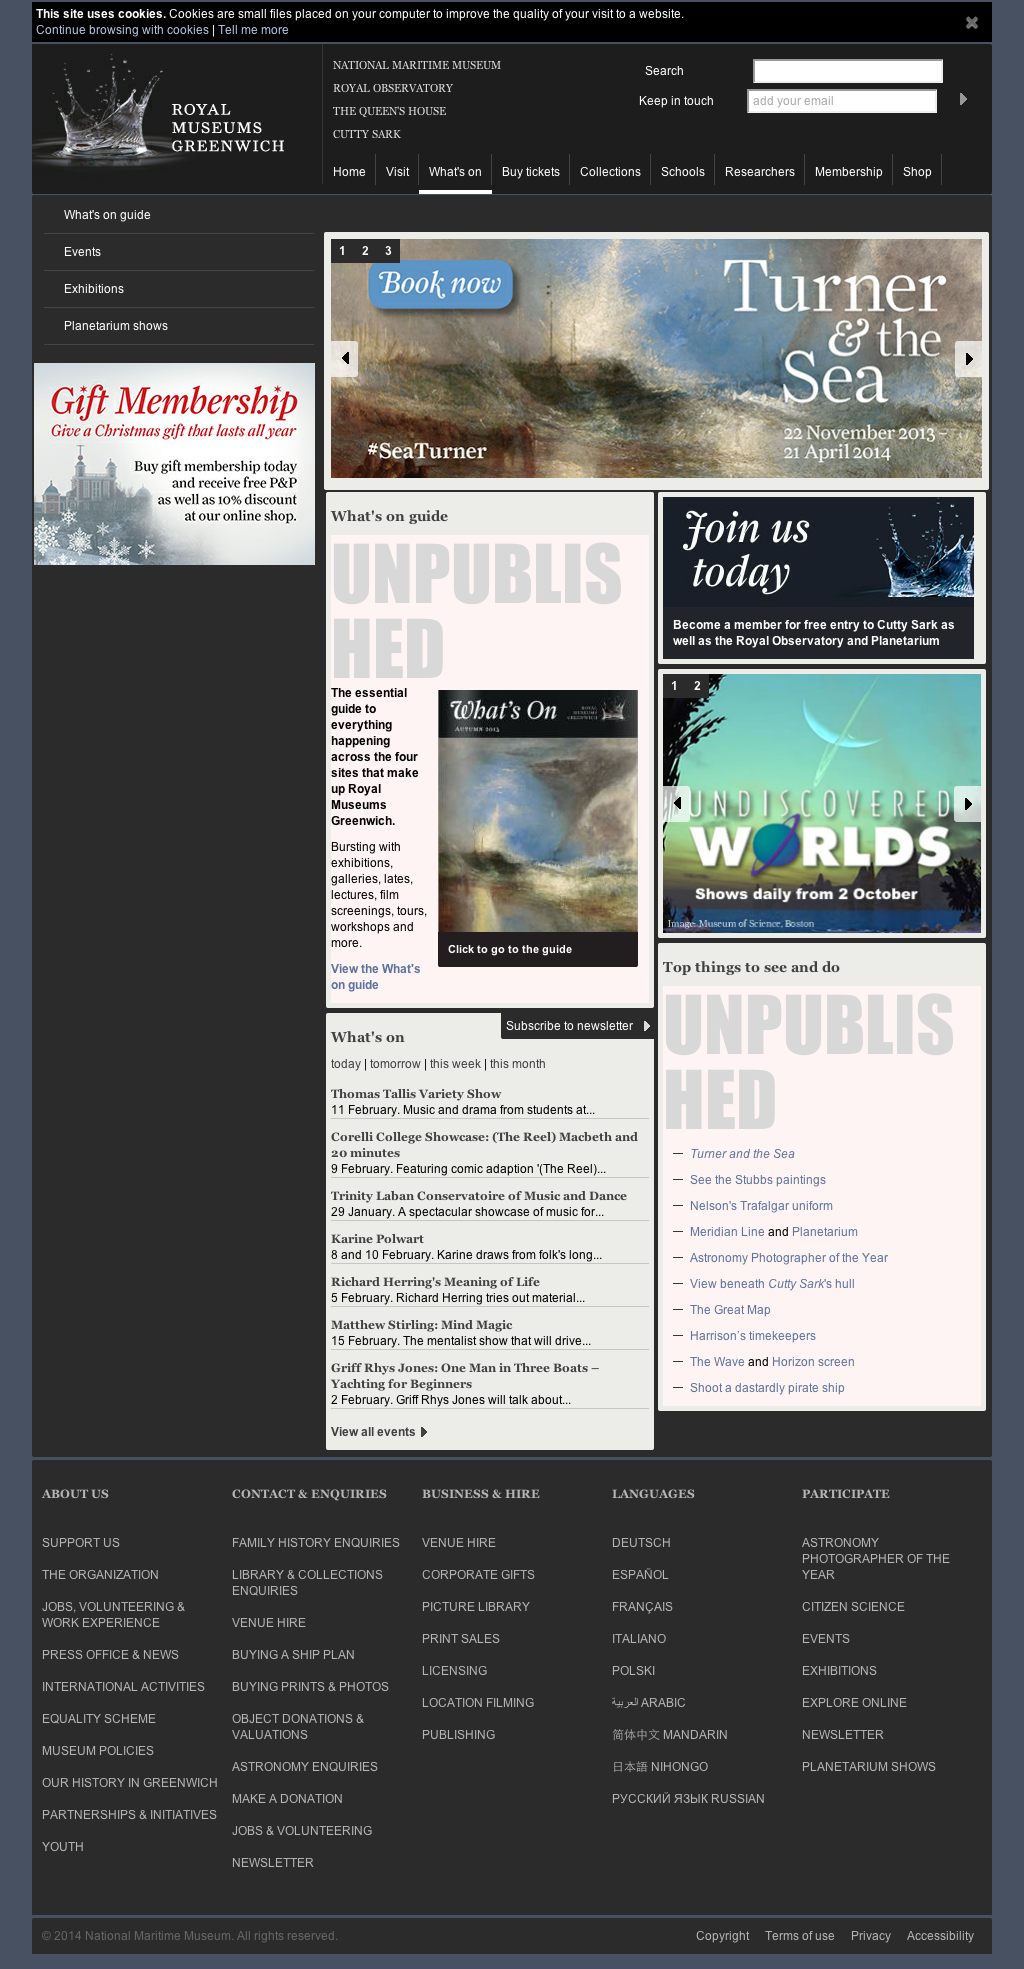 This site uses cookies. Cookies are small files placed on your computer to improve the quality of your visit to a website.
Continue browsing with cookies | Tell me more
ROYAL
MUSEUMS
GREENWICH
NATIONAL MARITIME MUSEUM
ROYAL OBSERVATORY
THE QUEEN'S HOUSE
CUTTY SARK
Search
Keep in touch add your email
Home Visit What's on Buy tickets Collections Schools Researchers Membership Shop
What's on guide
Events
Exhibitions
Planetarium shows
Gift Membership
Give a Christmas gift that lasts all year
Buy gift membership today
and receive free P&P
as well as 10% discount
at our online shop.
1 2 3
Book now
Turner
& the
Sea
22 November 2013 –
21 April 2014
#SeaTurner
What's on guide
UNPUBLIS
HED
The essential
guide to
everything
happening
across the four
sites that make
up Royal
Museums
Greenwich.
Bursting with
exhibitions,
galleries, lates,
lectures, film
screenings, tours,
workshops and
more.
View the What's
on guide
What's On
AUTUMN 2013
ROYAL
MUSEUMS
GREENWICH
Click to go to the guide
Join us
today
Become a member for free entry to Cutty Sark as
well as the Royal Observatory and Planetarium
1 2
UNDISCOVERED
WORLDS
Shows daily from 2 October
Image: Museum of Science, Boston
What's on
Subscribe to newsletter
today | tomorrow | this week | this month
Thomas Tallis Variety Show
11 February. Music and drama from students at...
Corelli College Showcase: (The Reel) Macbeth and
20 minutes
9 February. Featuring comic adaption '(The Reel)...
Trinity Laban Conservatoire of Music and Dance
29 January. A spectacular showcase of music for...
Karine Polwart
8 and 10 February. Karine draws from folk's long...
Richard Herring's Meaning of Life
5 February. Richard Herring tries out material...
Matthew Stirling: Mind Magic
15 February. The mentalist show that will drive...
Griff Rhys Jones: One Man in Three Boats –
Yachting for Beginners
2 February. Griff Rhys Jones will talk about...
View all events
Top things to see and do
UNPUBLIS
HED
— Turner and the Sea
— See the Stubbs paintings
— Nelson's Trafalgar uniform
— Meridian Line and Planetarium
— Astronomy Photographer of the Year
— View beneath Cutty Sark's hull
— The Great Map
— Harrison's timekeepers
— The Wave and Horizon screen
— Shoot a dastardly pirate ship
ABOUT US
SUPPORT US
THE ORGANIZATION
JOBS, VOLUNTEERING &
WORK EXPERIENCE
PRESS OFFICE & NEWS
INTERNATIONAL ACTIVITIES
EQUALITY SCHEME
MUSEUM POLICIES
OUR HISTORY IN GREENWICH
PARTNERSHIPS & INITIATIVES
YOUTH
CONTACT & ENQUIRIES
FAMILY HISTORY ENQUIRIES
LIBRARY & COLLECTIONS
ENQUIRIES
VENUE HIRE
BUYING A SHIP PLAN
BUYING PRINTS & PHOTOS
OBJECT DONATIONS &
VALUATIONS
ASTRONOMY ENQUIRIES
MAKE A DONATION
JOBS & VOLUNTEERING
NEWSLETTER
BUSINESS & HIRE
VENUE HIRE
CORPORATE GIFTS
PICTURE LIBRARY
PRINT SALES
LICENSING
LOCATION FILMING
PUBLISHING
LANGUAGES
DEUTSCH
ESPAÑOL
FRANÇAIS
ITALIANO
POLSKI
العربية ARABIC
简体中文 MANDARIN
日本語 NIHONGO
РУССКИЙ ЯЗЫК RUSSIAN
PARTICIPATE
ASTRONOMY
PHOTOGRAPHER OF THE
YEAR
CITIZEN SCIENCE
EVENTS
EXHIBITIONS
EXPLORE ONLINE
NEWSLETTER
PLANETARIUM SHOWS
© 2014 National Maritime Museum. All rights reserved.
Copyright Terms of use Privacy Accessibility